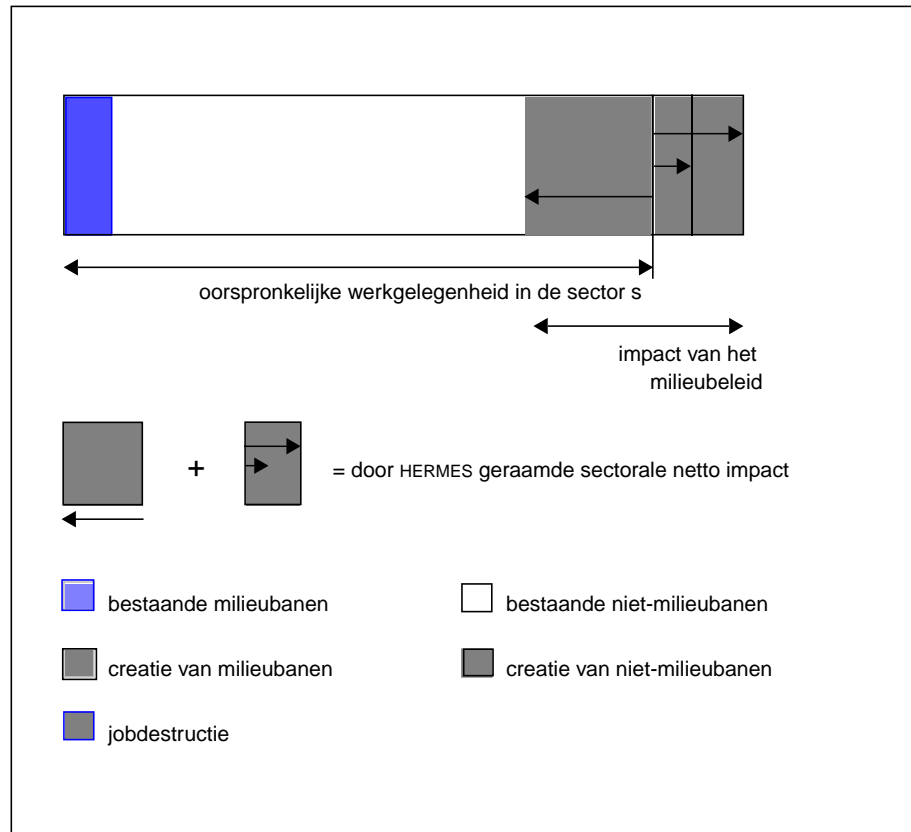 oorspronkelijke werkgelegenheid in de sector s
impact van het
milieubeleid
+ = door HERMES geraamde sectorale netto impact
bestaande milieubanen
bestaande niet-milieubanen
creatie van milieubanen
creatie van niet-milieubanen
jobdestructie